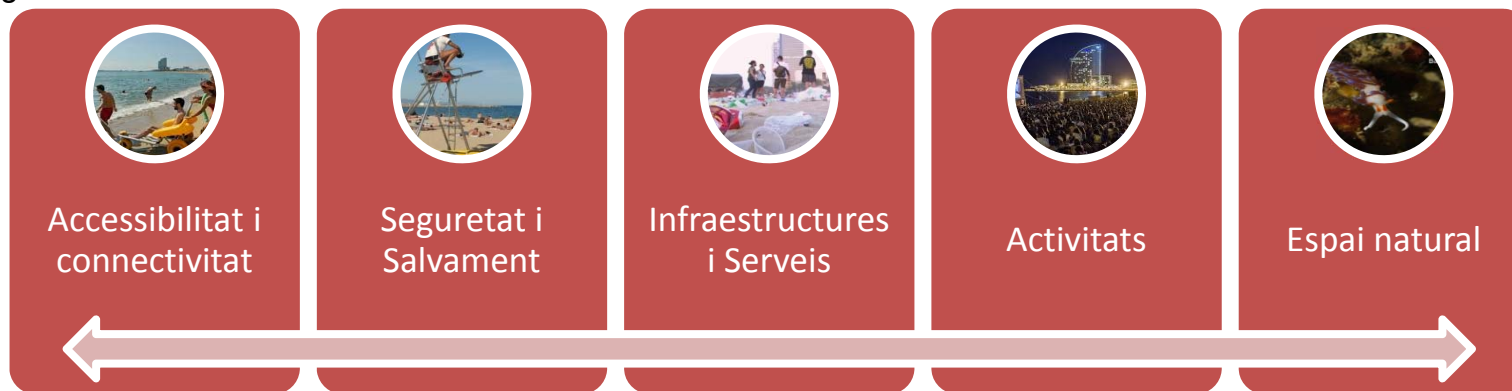 Accessibilitat i
connectivitat
Seguretat i
Salvament
Infraestructures
i Serveis
Activitats
Espai natural